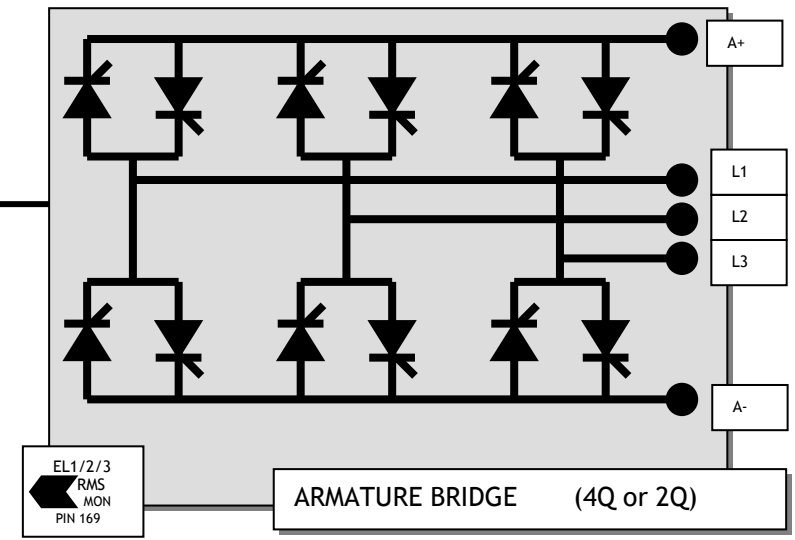 A+
L1
L2
L3
A-
EL1/2/3
RMS
MON
PIN 169
ARMATURE BRIDGE (4Q or 2Q)